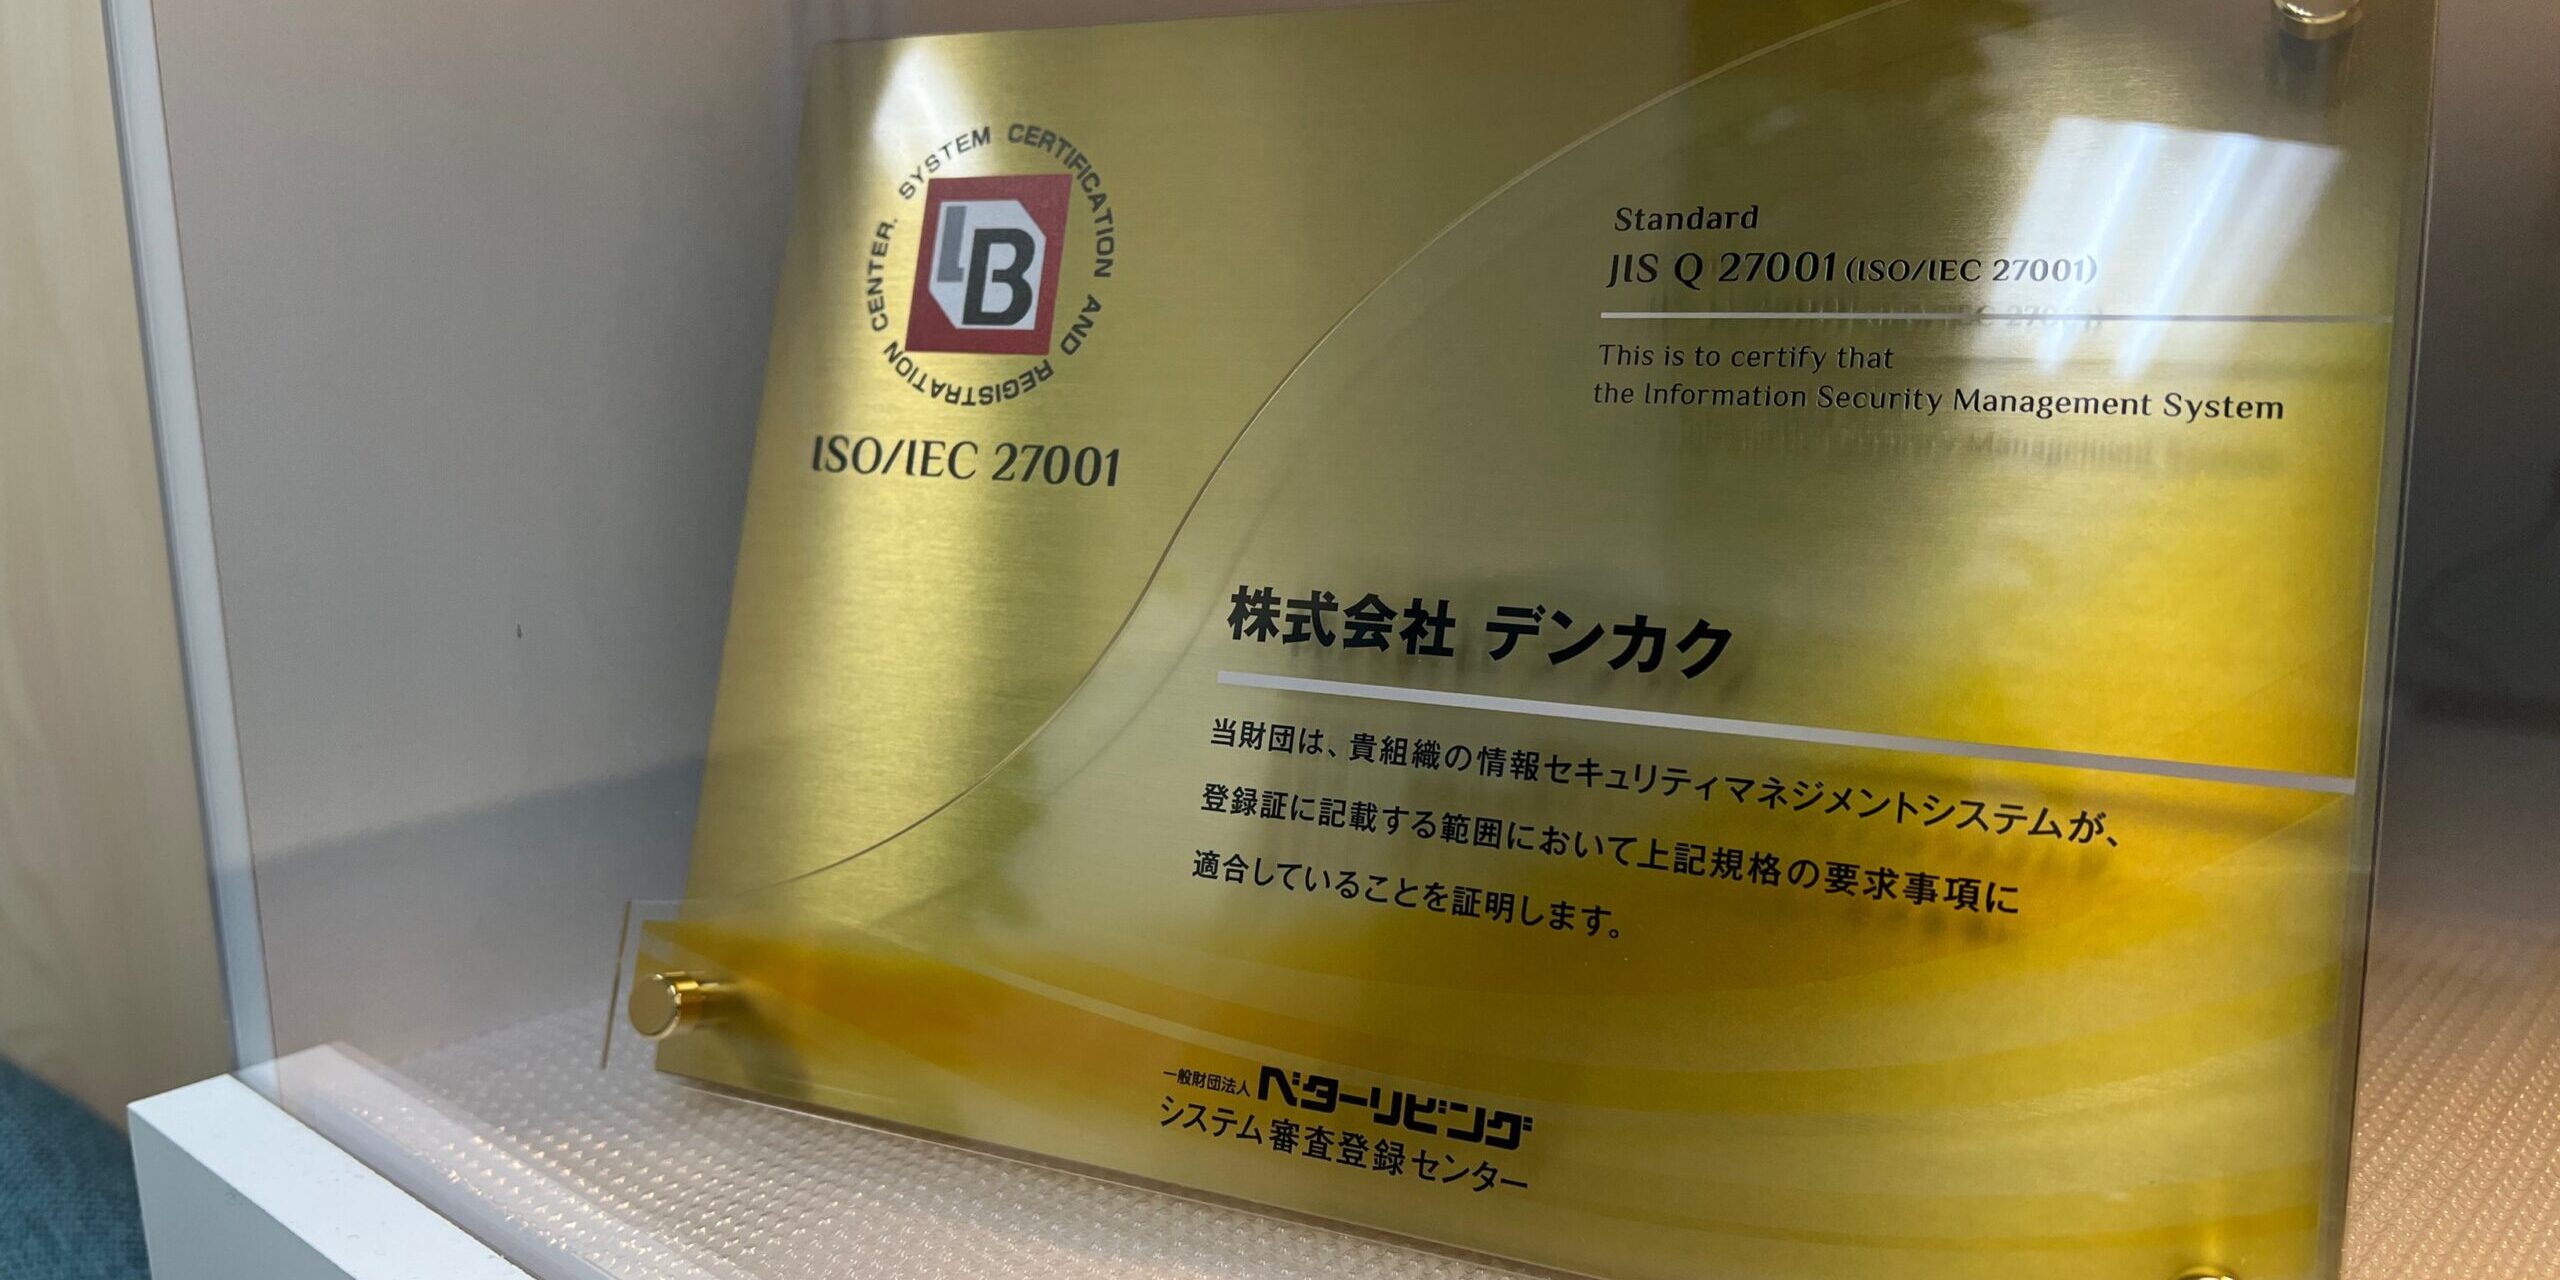 SYSTEM CERTIFICATION AND REGISTRATION CENTER.
LB
ISO/IEC 27001
Standard
JIS Q 27001 (ISO/IEC 27001)
This is to certify that
the Information Security Management System
株式会社 デンカク
当財団は、貴組織の情報セキュリティマネジメントシステムが、
登録証に記載する範囲において上記規格の要求事項に
適合していることを証明します。
一般財団法人 ベターリビング
システム審査登録センター